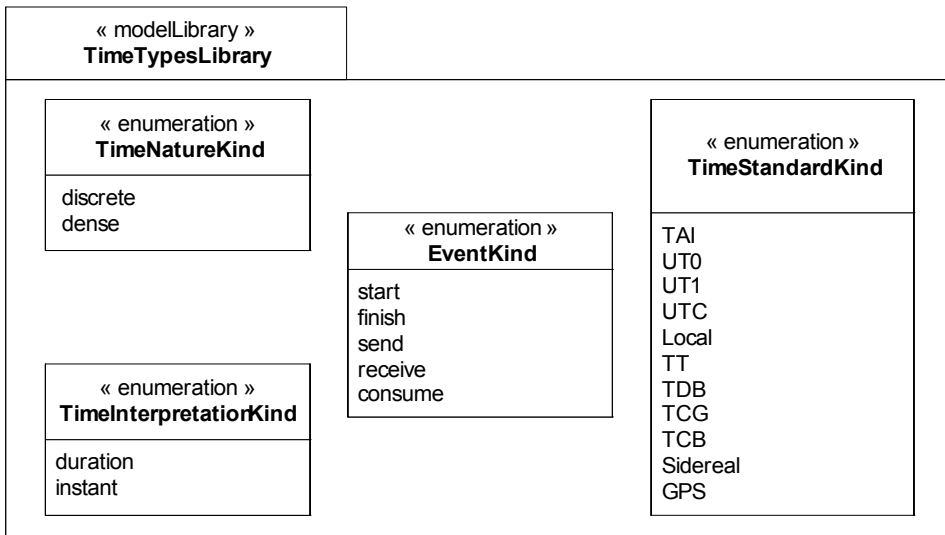 « modelLibrary »
TimeTypesLibrary
« enumeration »
TimeNatureKind
discrete
dense
« enumeration »
TimeInterpretationKind
duration
instant
« enumeration »
EventKind
start
finish
send
receive
consume
« enumeration »
TimeStandardKind
TAI
UT0
UT1
UTC
Local
TT
TDB
TCG
TCB
Sidereal
GPS